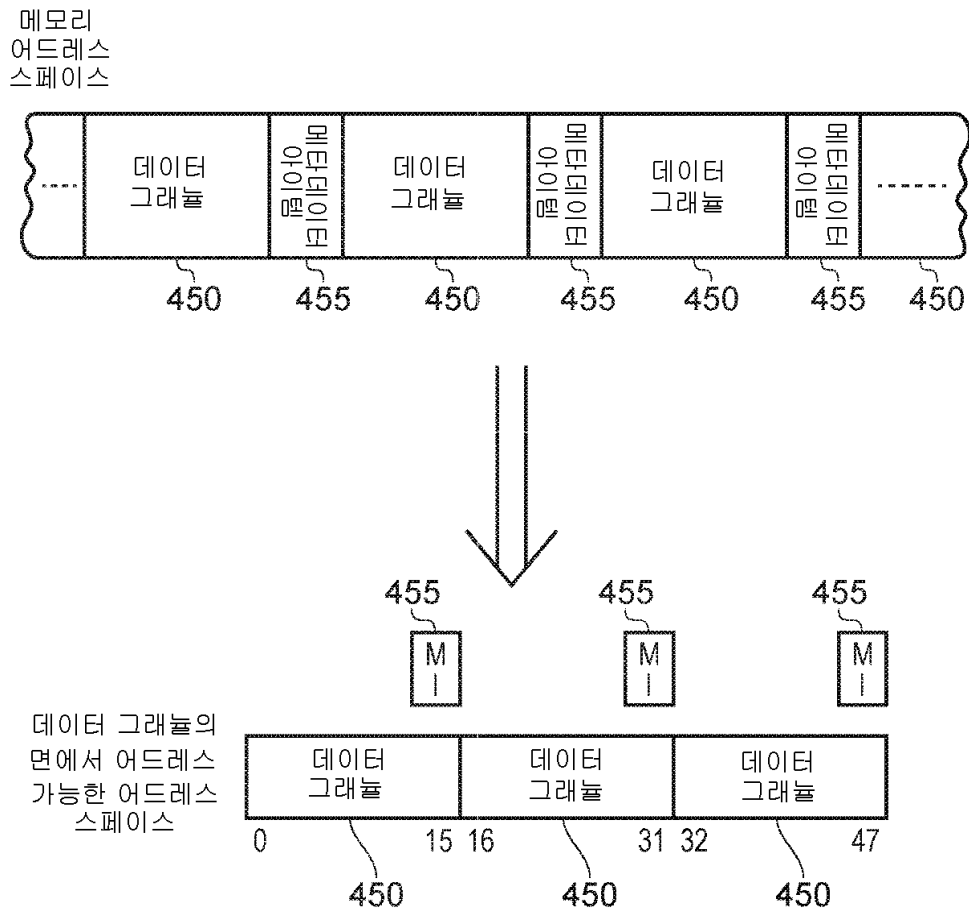 메모리
어드레스
스페이스
데이터
그래뉼
메타데이터
아이템
데이터
그래뉼
메타데이터
아이템
데이터
그래뉼
메타데이터
아이템
450
455
450
455
450
455
450
455
455
455
M
I
M
I
M
I
데이터 그래뉼의
면에서 어드레스
가능한 어드레스
스페이스
데이터
그래뉼
데이터
그래뉼
데이터
그래뉼
0 15 16 31 32 47
450
450
450